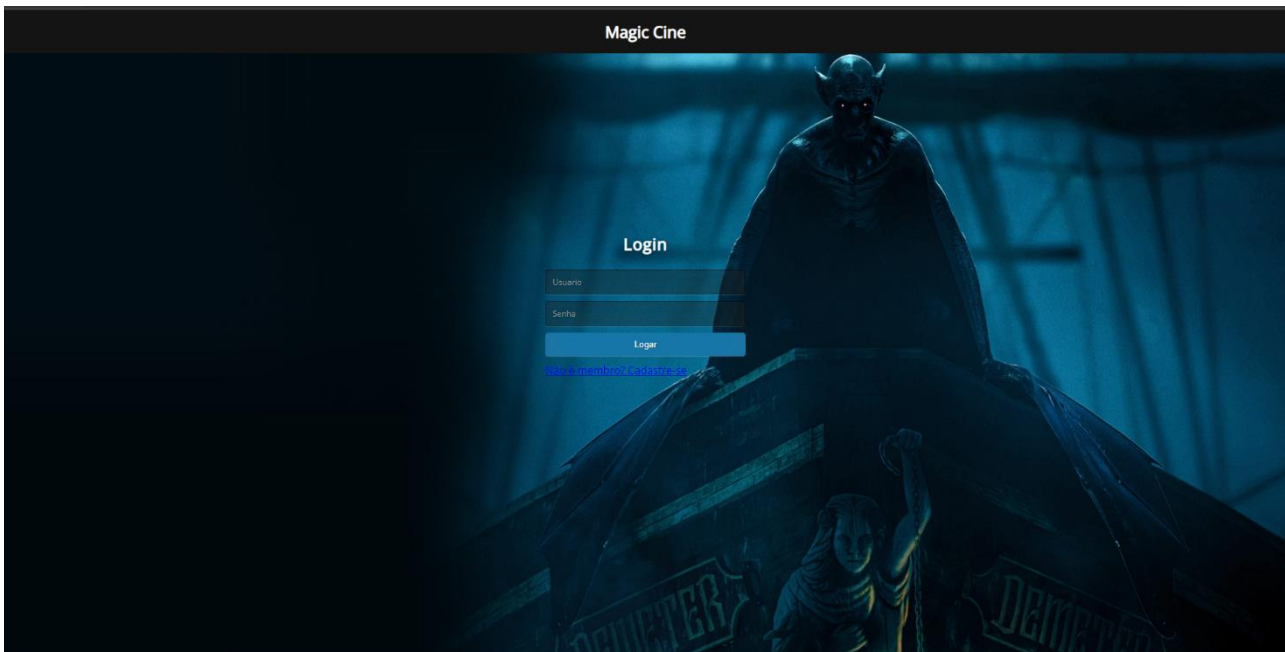 Magic Cine
Login
Usuario
Senha
Logar
Não é membro? Cadastre-se
DEMETER
DEMETER